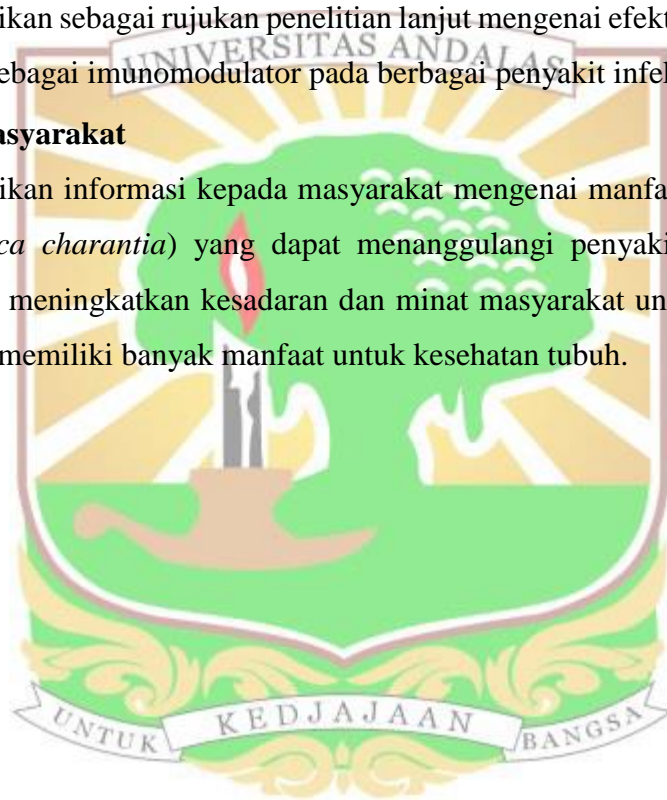 ikan sebagai rujukan penelitian lanjut mengenai efekt
UNIVERSITAS ANDALAS
ebagai imunomodulator pada berbagai penyakit infek
asyarakat
ikan informasi kepada masyarakat mengenai manfa
ca charantia) yang dapat menanggulangi penyaki
meningkatkan kesadaran dan minat masyarakat un
memiliki banyak manfaat untuk kesehatan tubuh.
UNTUK KEDJAJAAN BANGSA